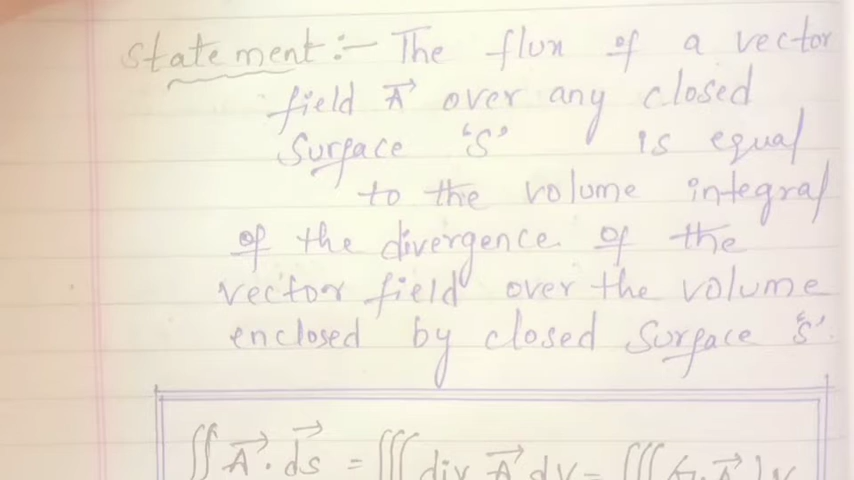 Statement :- The flux of a vector
field A⃗ over any closed
Surface 'S' is equal
to the volume integral
of the divergence of the
vector field over the volume
enclosed by closed Surface 'S'.
∬ A⃗ . ds⃗ = ∭ div A⃗ dv = ∭ (∇. A⃗ ) dv